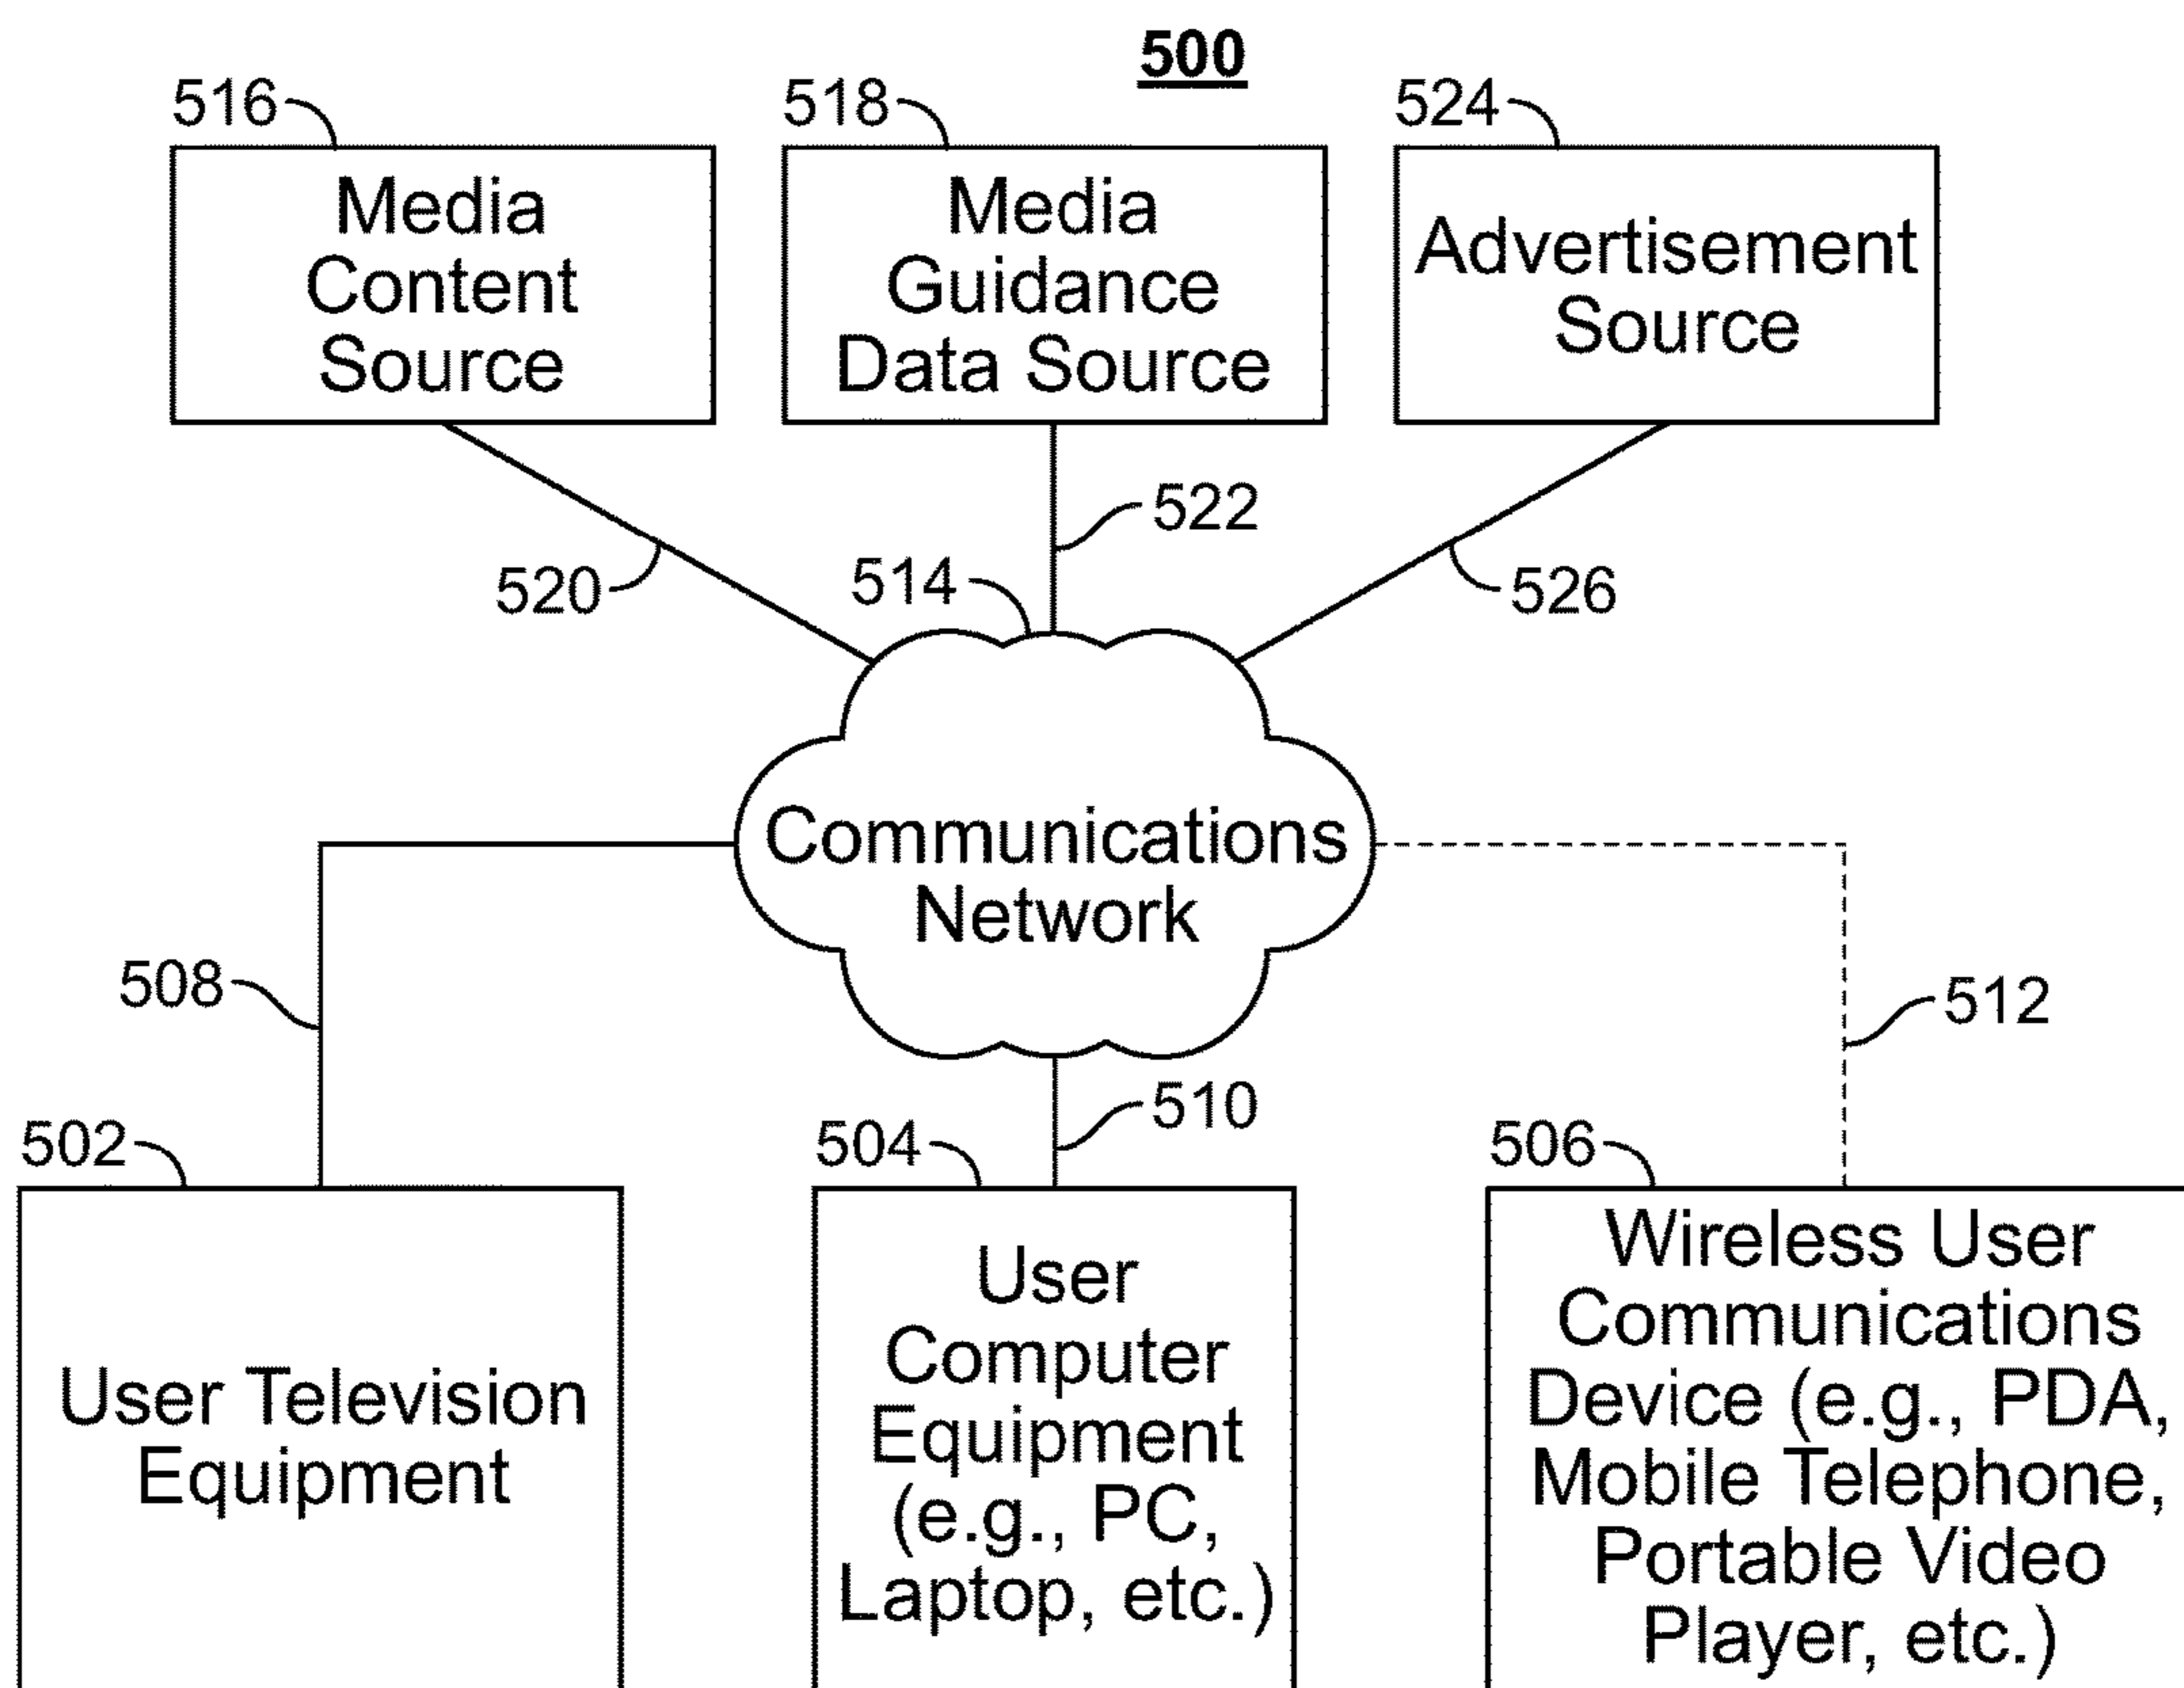 500
516
518
524
Media
Content
Source
Media
Guidance
Data Source
Advertisement
Source
522
520
514
526
Communications
Network
508
512
510
502
504
506
User Television
Equipment
User
Computer
Equipment
(e.g., PC,
Laptop, etc.)
Wireless User
Communications
Device (e.g., PDA,
Mobile Telephone,
Portable Video
Player, etc.)